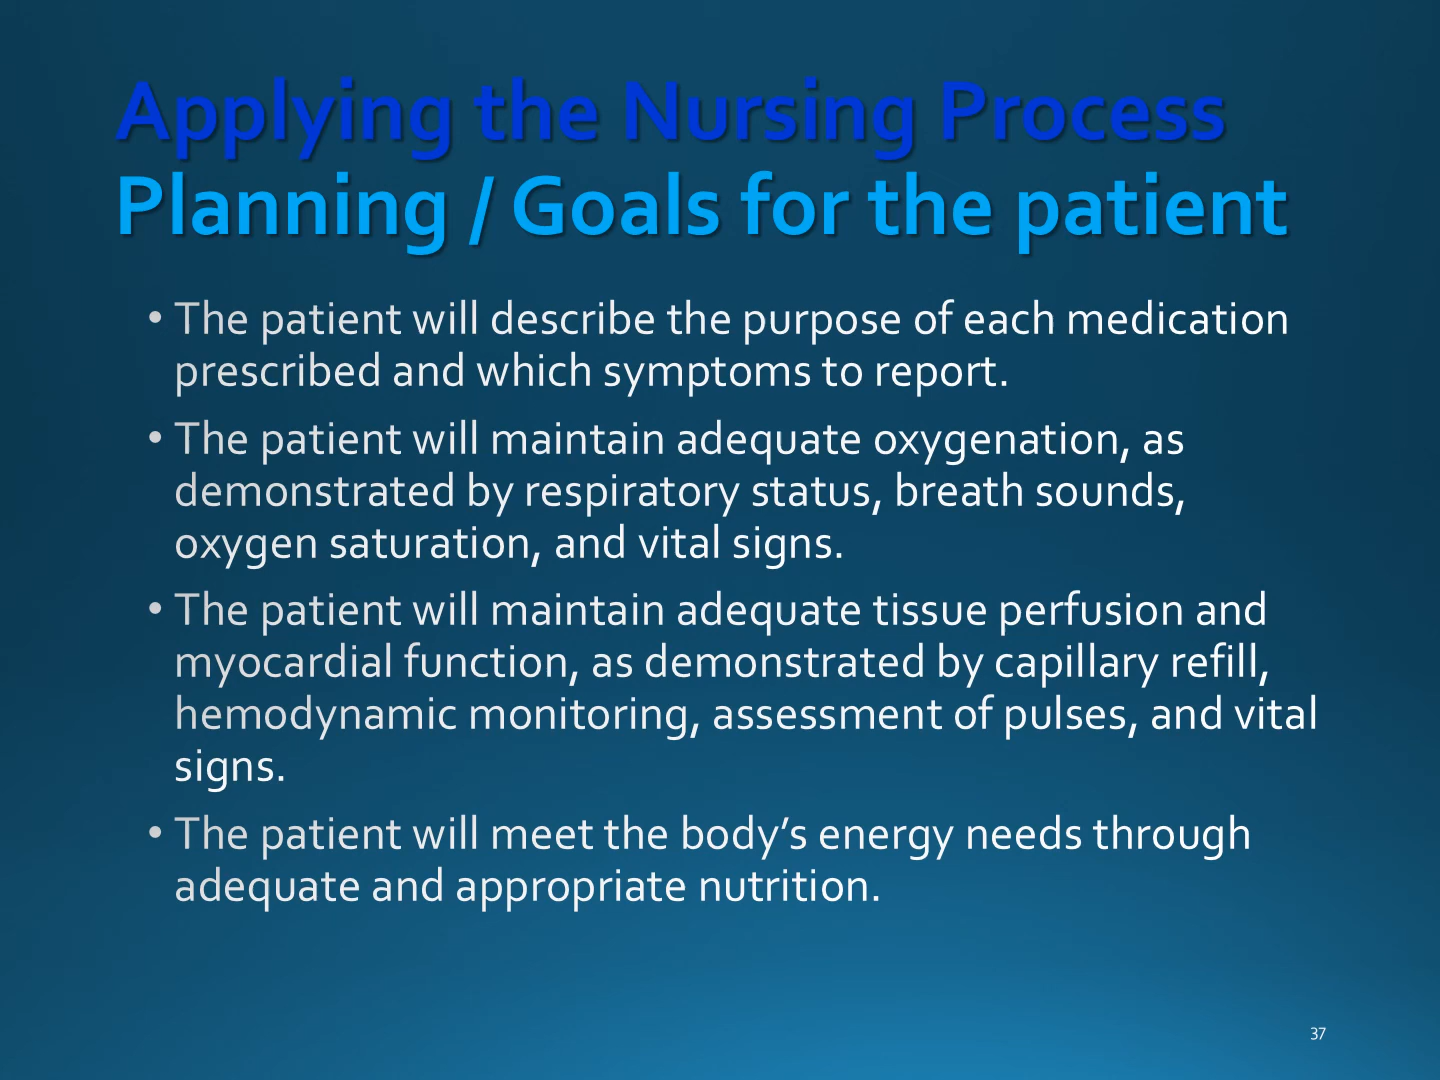 Applying the Nursing Process
Planning / Goals for the patient
• The patient will describe the purpose of each medication
prescribed and which symptoms to report.
• The patient will maintain adequate oxygenation, as
demonstrated by respiratory status, breath sounds,
oxygen saturation, and vital signs.
• The patient will maintain adequate tissue perfusion and
myocardial function, as demonstrated by capillary refill,
hemodynamic monitoring, assessment of pulses, and vital
signs.
• The patient will meet the body’s energy needs through
adequate and appropriate nutrition.
37